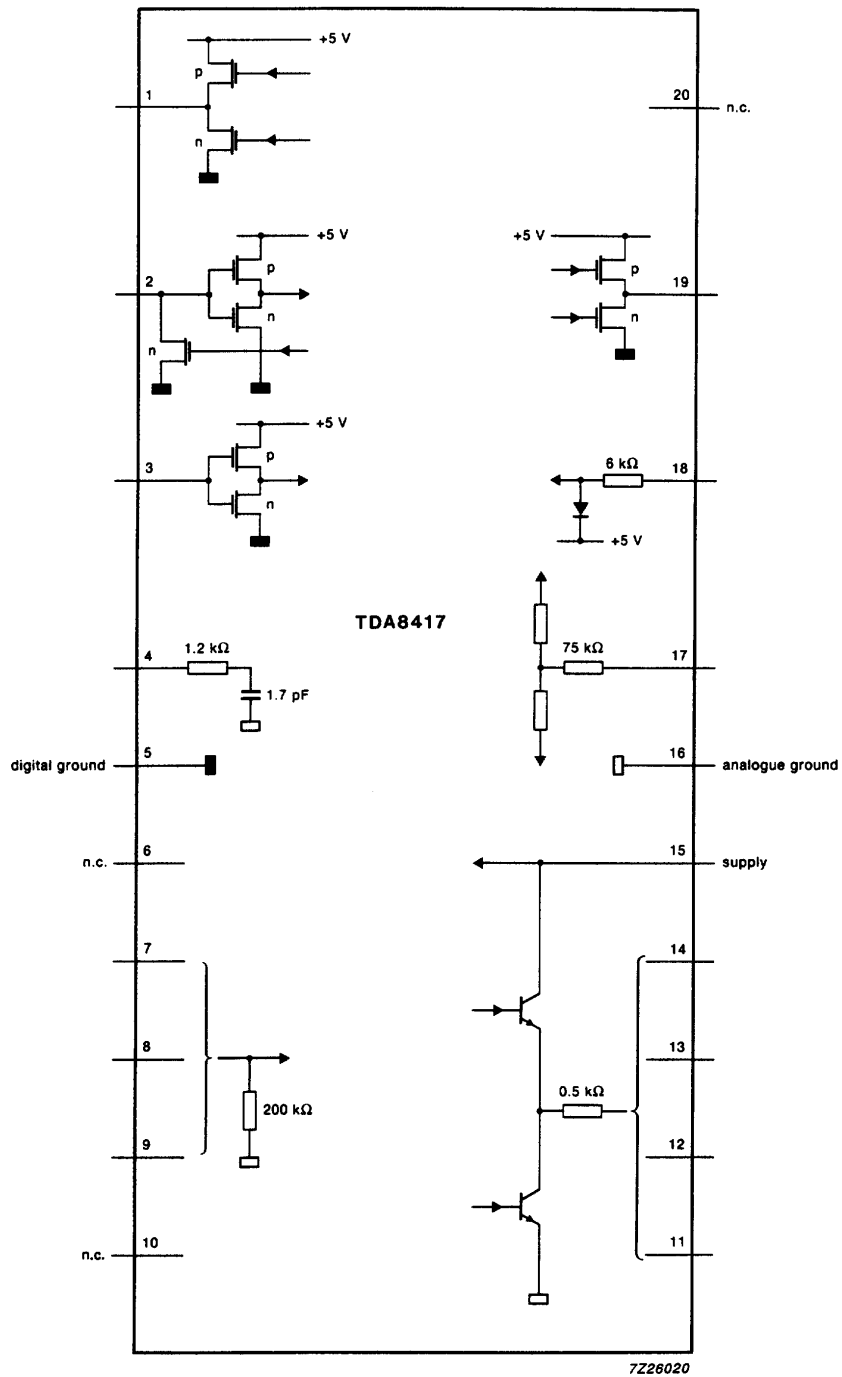 +5 V
p
1
20
n.c.
n
+5 V
+5 V
p
p
2
19
n
n
n
+5 V
p
6 kΩ
3
18
n
+5 V
TDA8417
1.2 kΩ
75 kΩ
4
17
1.7 pF
digital ground
5
16
analogue ground
n.c.
6
15
supply
7
14
8
13
0.5 kΩ
200 kΩ
9
12
n.c.
10
11
7Z26020